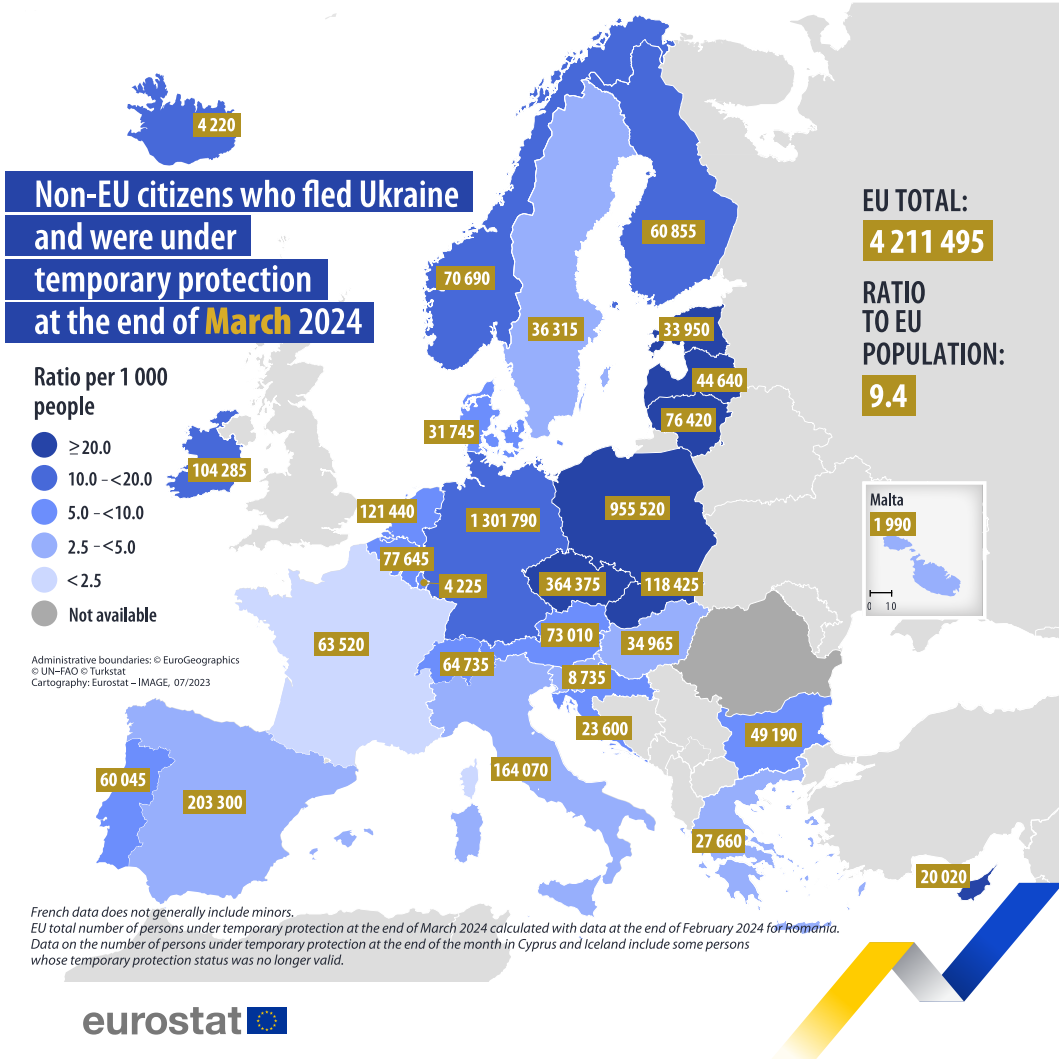 4 220
Non-EU citizens who fled Ukraine
and were under
temporary protection
at the end of March 2024
EU TOTAL:
4 211 495
RATIO
TO EU
POPULATION:
9.4
Ratio per 1 000
people
≥20.0
10.0 –<20.0
5.0 –<10.0
2.5 –<5.0
<2.5
Not available
Administrative boundaries: © EuroGeographics
© UN–FAO © Turkstat
Cartography: Eurostat – IMAGE, 07/2023
60 855
70 690
36 315
33 950
44 640
76 420
31 745
104 285
121 440
1 301 790
955 520
77 645
4 225
364 375
118 425
73 010
34 965
63 520
64 735
8 735
23 600
49 190
164 070
60 045
203 300
27 660
20 020
Malta
1 990
0 10
French data does not generally include minors.
EU total number of persons under temporary protection at the end of March 2024 calculated with data at the end of February 2024 for Romania.
Data on the number of persons under temporary protection at the end of the month in Cyprus and Iceland include some persons
whose temporary protection status was no longer valid.
eurostat